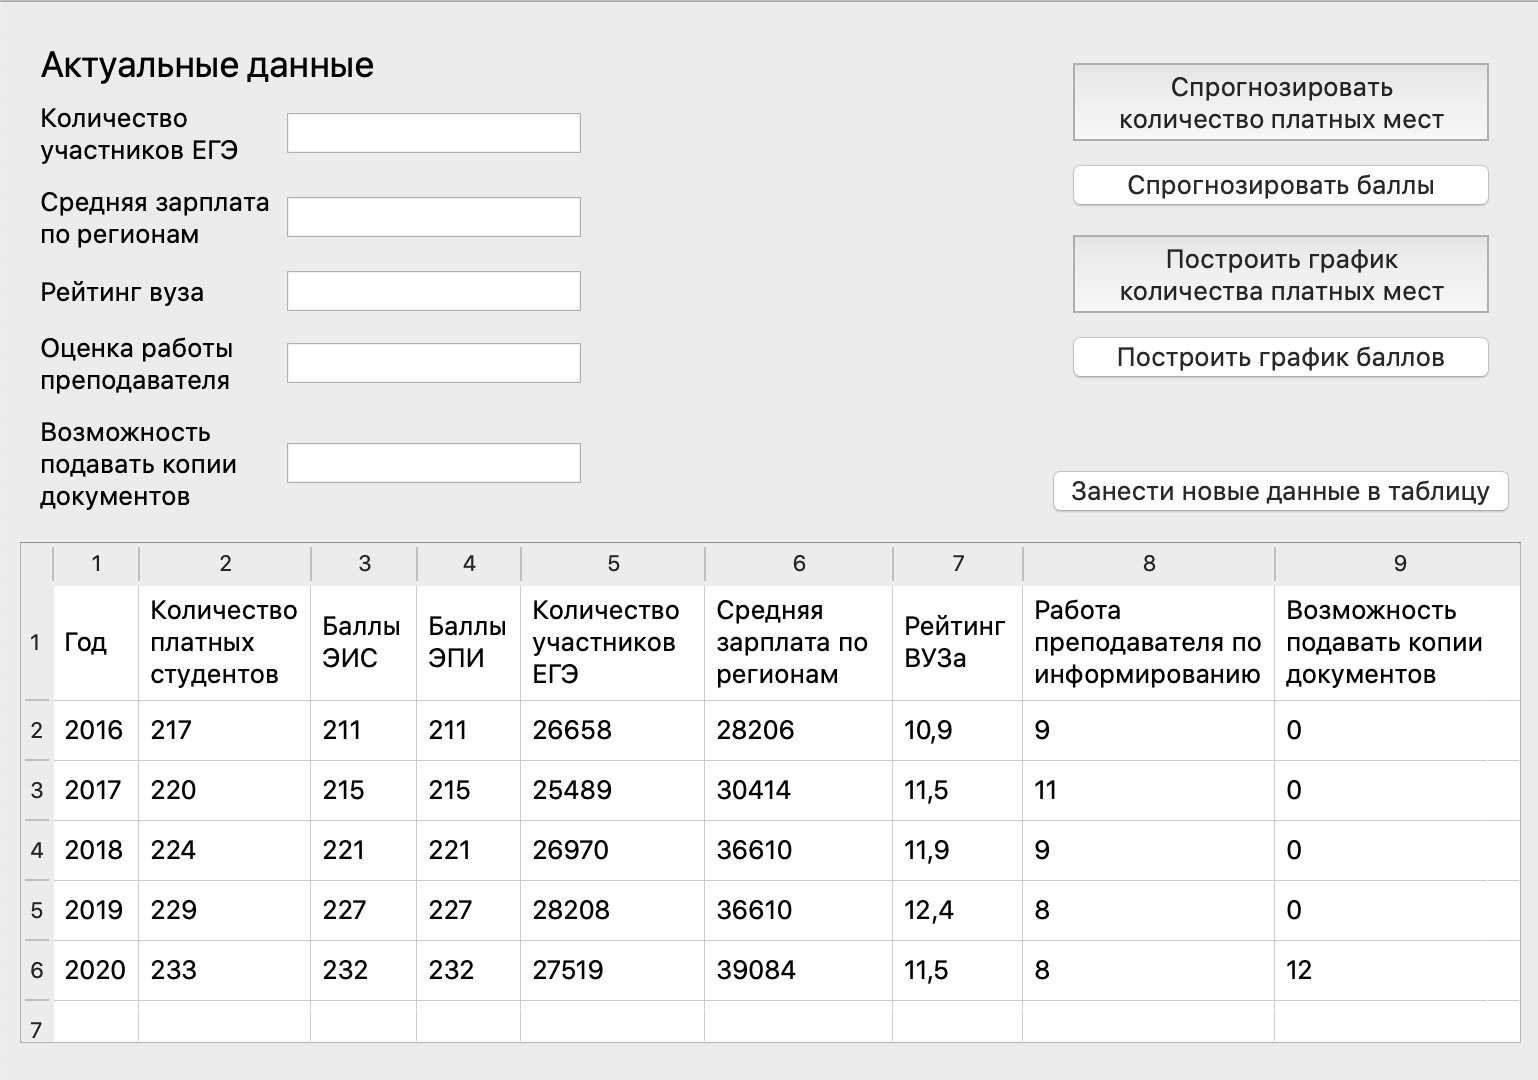 Актуальные данные
Количество
участников ЕГЭ
Средняя зарплата
по регионам
Рейтинг вуза
Оценка работы
преподавателя
Возможность
подавать копии
документов
Спрогнозировать
количество платных мест
Спрогнозировать баллы
Построить график
количества платных мест
Построить график баллов
Занести новые данные в таблицу
1 2 3 4 5 6 7 8 9
1
Год
Количество
платных
студентов
Баллы
ЭИС
Баллы
ЭПИ
Количество
участников
ЕГЭ
Средняя
зарплата по
регионам
Рейтинг
ВУЗа
Работа
преподавателя по
информированию
Возможность
подавать копии
документов
2 2016 217 211 211 26658 28206 10,9 9 0
3 2017 220 215 215 25489 30414 11,5 11 0
4 2018 224 221 221 26970 36610 11,9 9 0
5 2019 229 227 227 28208 36610 12,4 8 0
6 2020 233 232 232 27519 39084 11,5 8 12
7